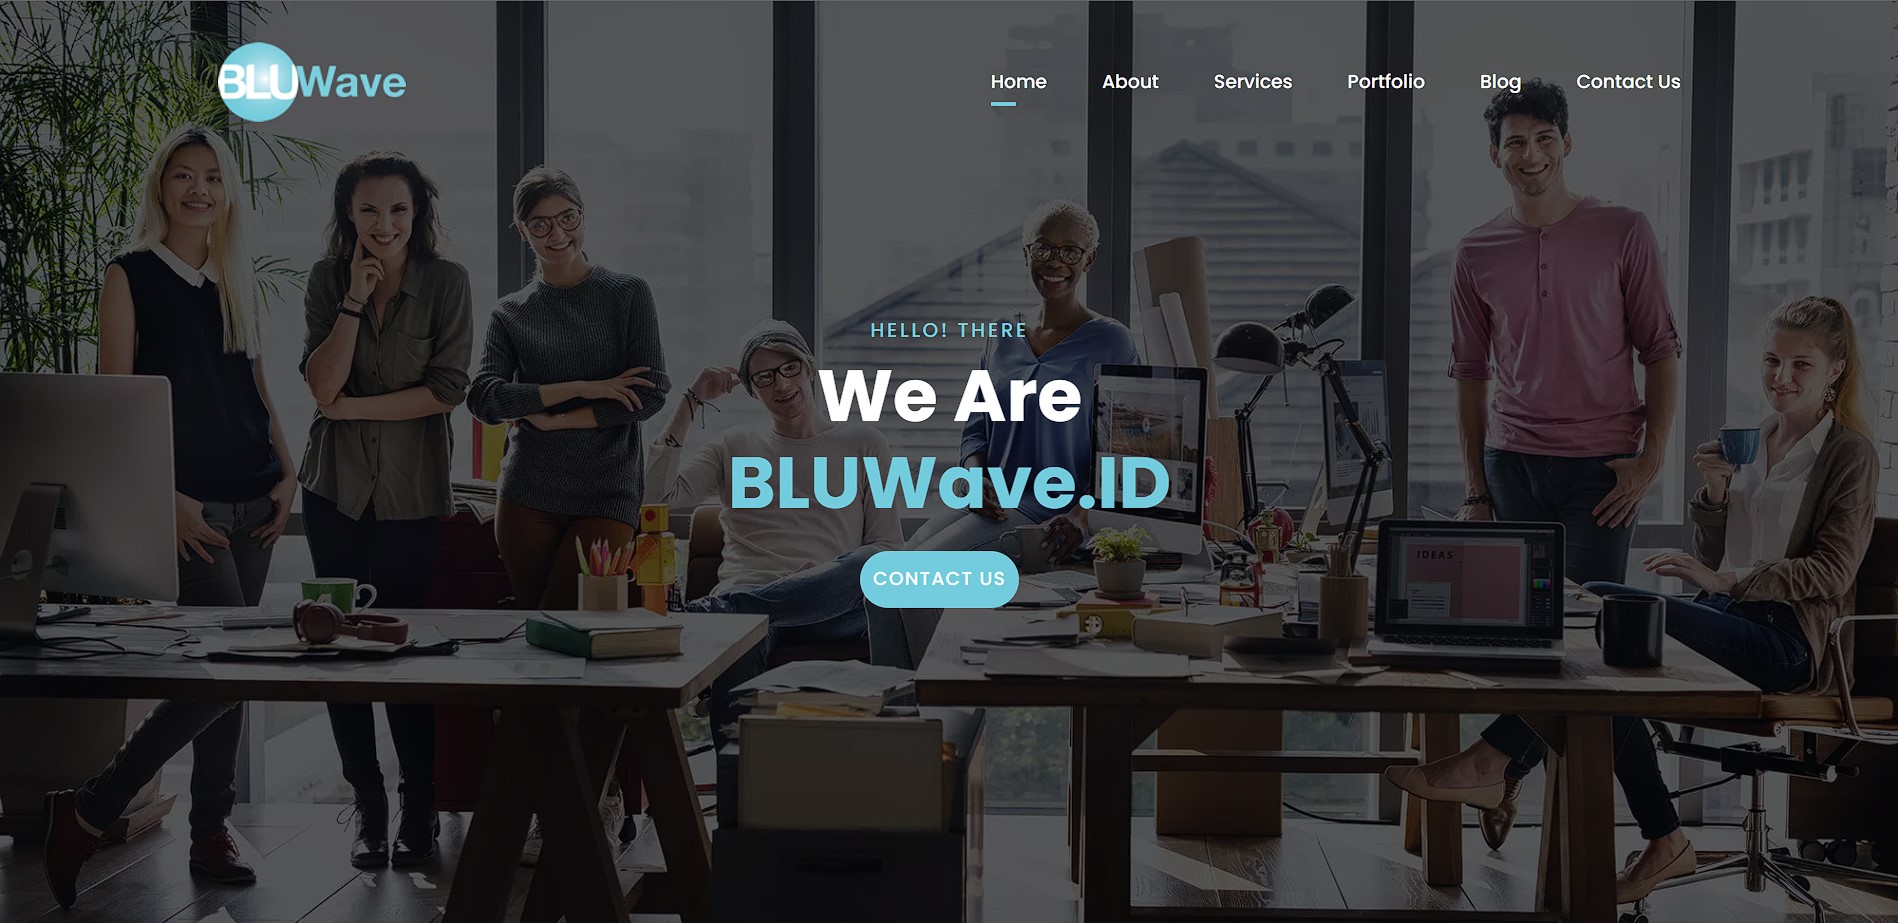 BLUWave
Home About Services Portfolio Blog Contact Us
HELLO! THERE
We Are
BLUWave.ID
CONTACT US
IDEAS